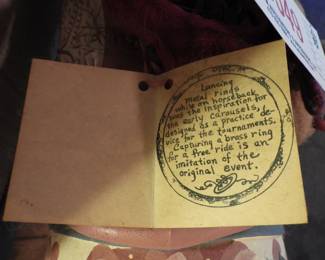 Lancing
metal rings
while on horseback
was the inspiration for
the early carousels,
designed as a practice de-
vice for the tournaments.
Capturing a brass ring
for a free ride is an
imitation of the
original event.